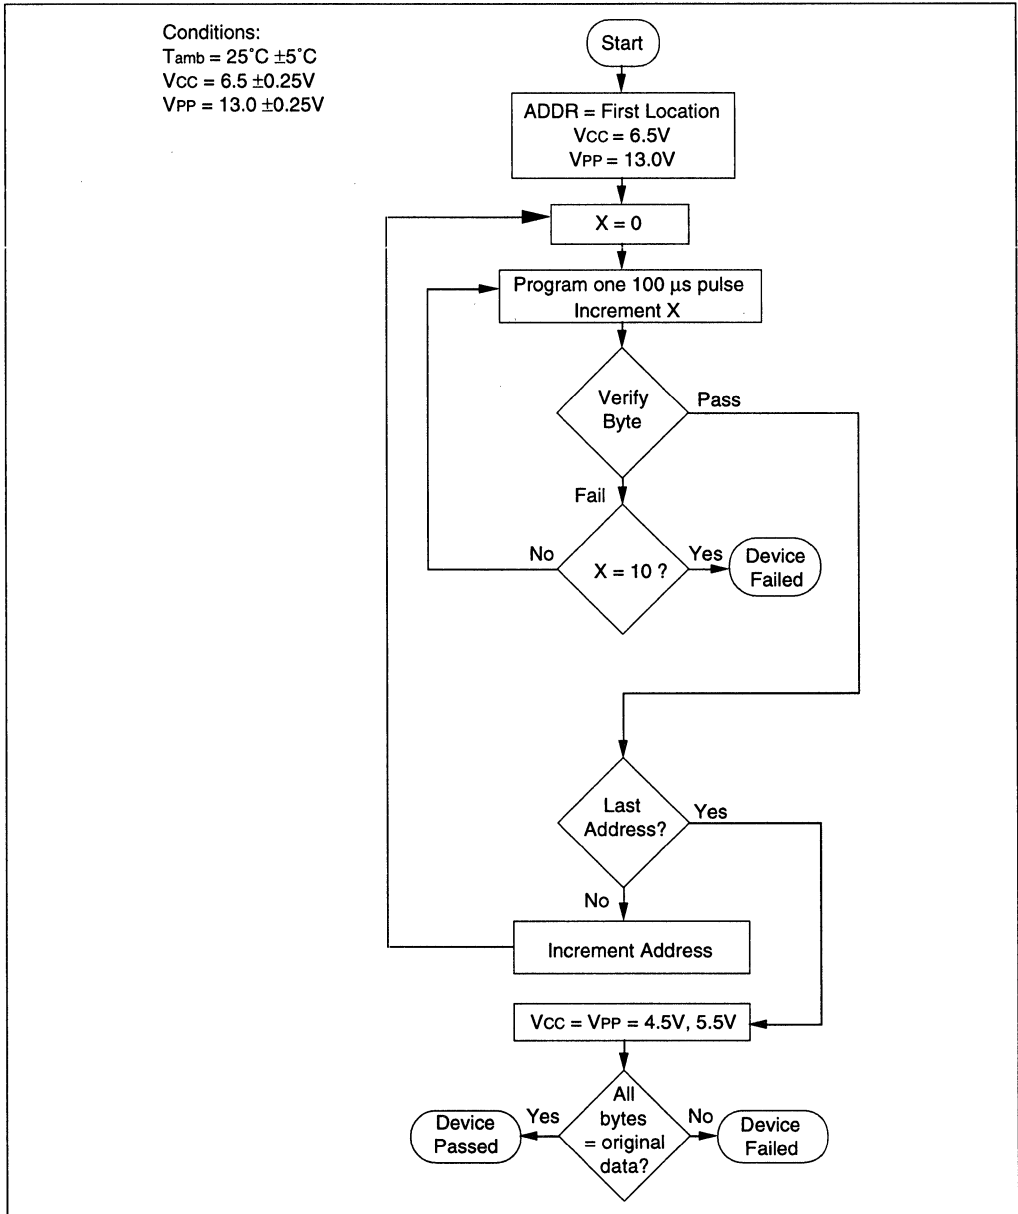 Conditions:
Tamb = 25˚C ±5˚C
VCC = 6.5 ±0.25V
VPP = 13.0 ±0.25V
Start
ADDR = First Location
VCC = 6.5V
VPP = 13.0V
X = 0
Program one 100 µs pulse
Increment X
Verify
Byte
Pass
Fail
X = 10 ?
No
Yes
Device
Failed
Last
Address?
Yes
No
Increment Address
VCC = VPP = 4.5V, 5.5V
All
bytes
= original
data?
Yes
Device
Passed
No
Device
Failed